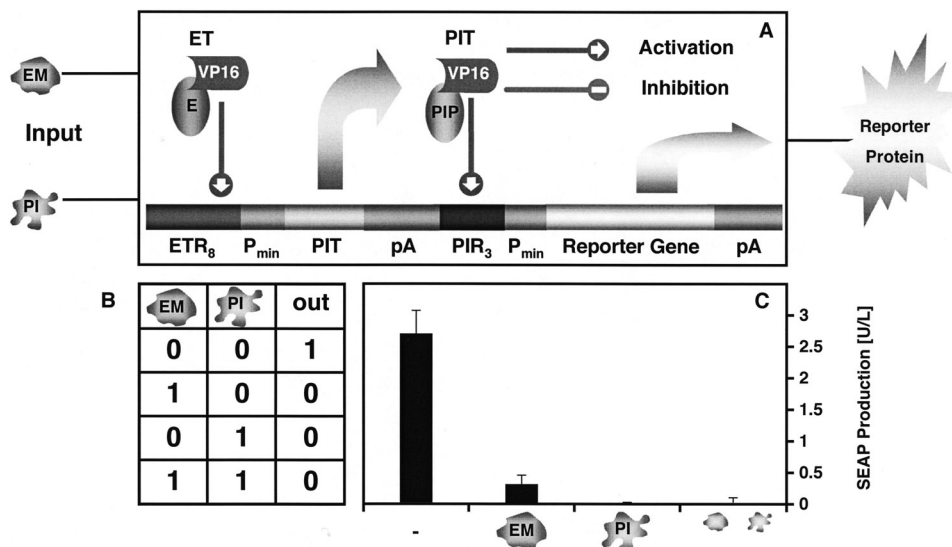 A
ET
PIT
EM
VP16
VP16
Activation
E
PIP
Inhibition
Input
Reporter
Protein
PI
ETR8 Pmin PIT pA PIR3 Pmin Reporter Gene pA
B
EM PI out
0 0 1
1 0 0
0 1 0
1 1 0
C
3
2.5
2
1.5
1
0.5
0
SEAP Production [U/L]
- EM PI